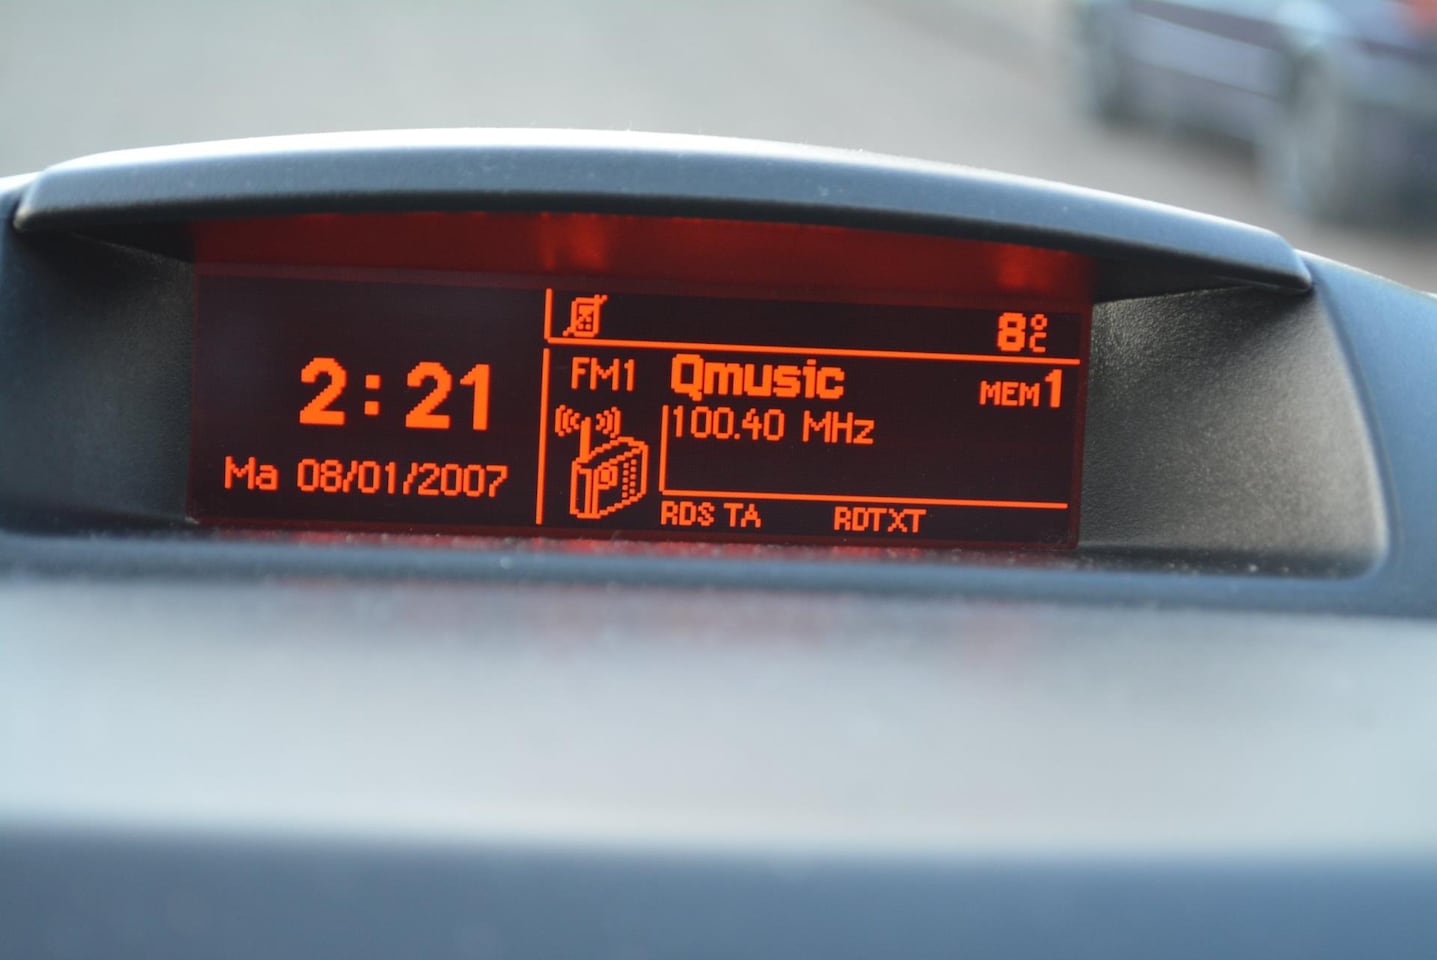 2:21
Ma 08/01/2007
8°C
FM1 Qmusic MEM1
100.40 MHz
RDS TA RDTXT